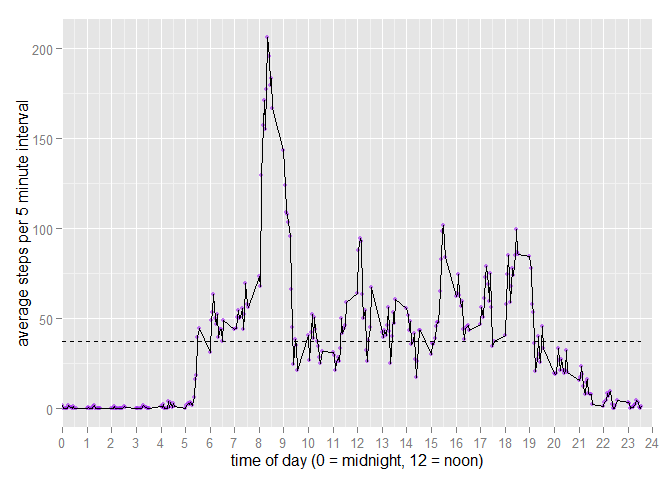 average steps per 5 minute interval
200
150
100
50
0
0 1 2 3 4 5 6 7 8 9 10 11 12 13 14 15 16 17 18 19 20 21 22 23 24
time of day (0 = midnight, 12 = noon)